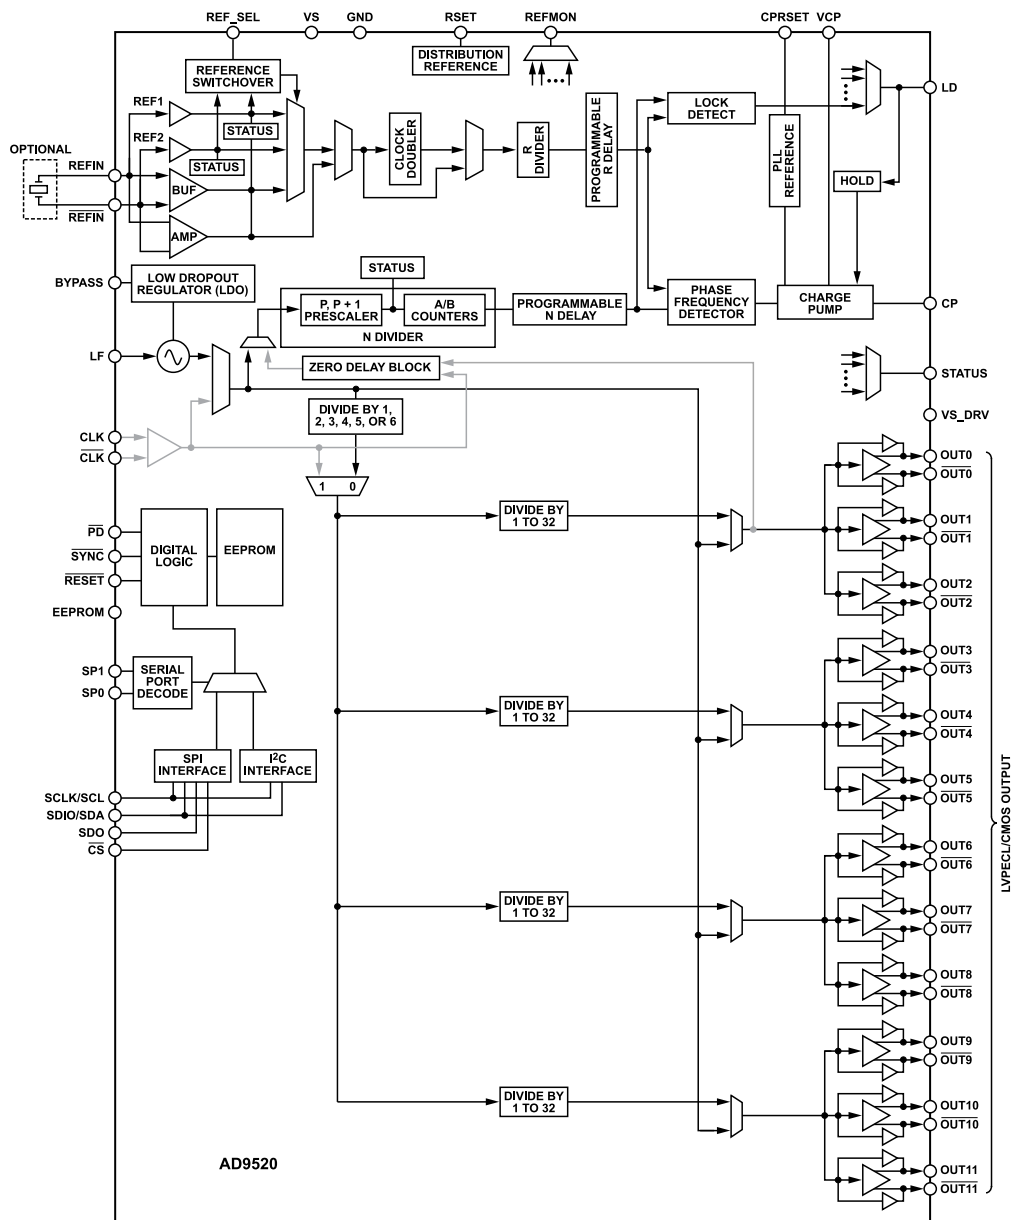 REF_SEL VS GND RSET REFMON CPRSET VCP
DISTRIBUTION
REFERENCE
REFERENCE
SWITCHOVER
LD
REF1
STATUS
LOCK
DETECT
REF2
STATUS
CLOCK
DOUBLER
R
DIVIDER
PROGRAMMABLE
R DELAY
PLL
REFERENCE
HOLD
OPTIONAL
REFIN
REFIN
BUF
AMP
BYPASS
LOW DROPOUT
REGULATOR (LDO)
STATUS
P, P + 1
PRESCALER
A/B
COUNTERS
N DIVIDER
PROGRAMMABLE
N DELAY
PHASE
FREQUENCY
DETECTOR
CHARGE
PUMP
CP
LF
ZERO DELAY BLOCK
STATUS
VS_DRV
DIVIDE BY 1,
2, 3, 4, 5, OR 6
CLK
CLK
1 0
OUT0
OUT0
DIVIDE BY
1 TO 32
OUT1
OUT1
PD
SYNC
RESET
EEPROM
DIGITAL
LOGIC
EEPROM
OUT2
OUT2
SP1
SP0
SERIAL
PORT
DECODE
OUT3
OUT3
DIVIDE BY
1 TO 32
OUT4
OUT4
SPI
INTERFACE
I²C
INTERFACE
OUT5
OUT5
SCLK/SCL
SDIO/SDA
SDO
CS
OUT6
OUT6
LVPECL/CMOS OUTPUT
DIVIDE BY
1 TO 32
OUT7
OUT7
OUT8
OUT8
OUT9
OUT9
DIVIDE BY
1 TO 32
OUT10
OUT10
AD9520
OUT11
OUT11